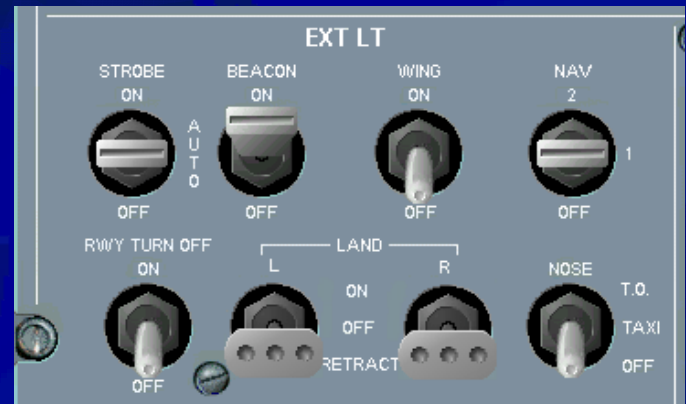 EXT LT
STROBE BEACON WING NAV
ON ON ON 2
AUTO
1
OFF OFF OFF OFF
RWY TURN OFF LAND
ON L R NOSE
ON T.O.
OFF TAXI
RETRACT OFF
OFF